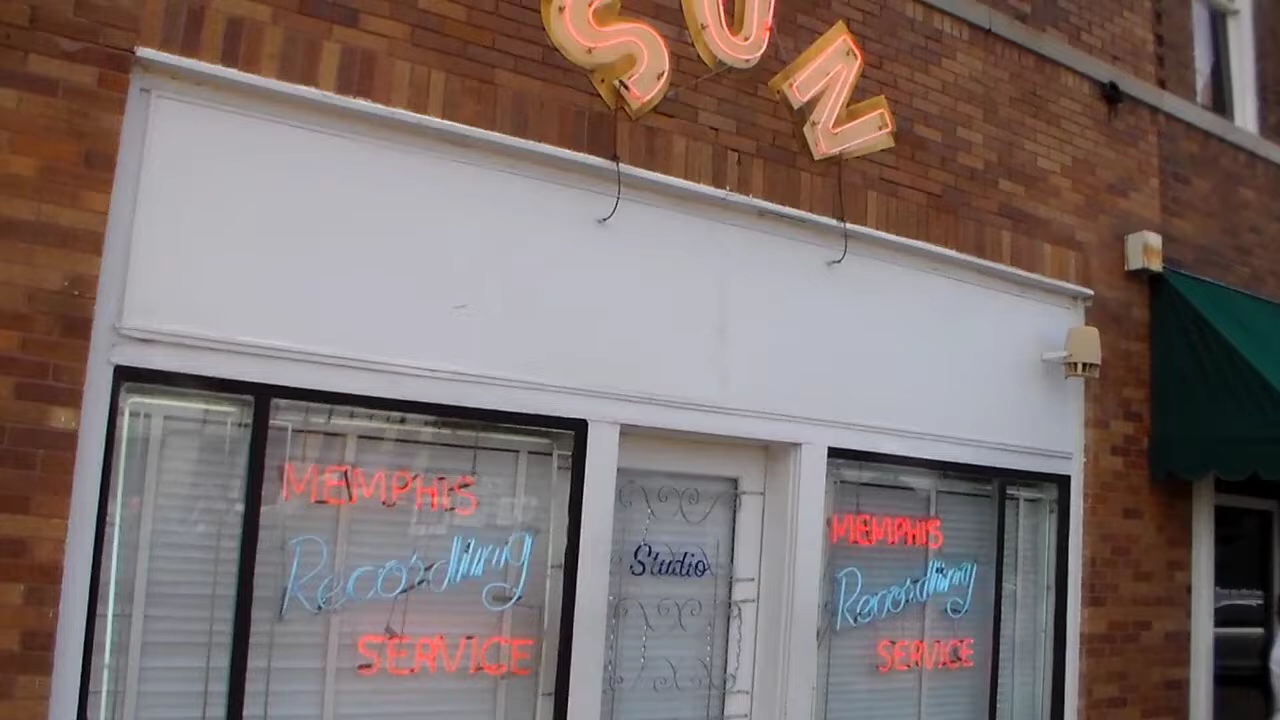 SUN
MEMPHIS
Recording
SERVICE
Studio
MEMPHIS
Recording
SERVICE